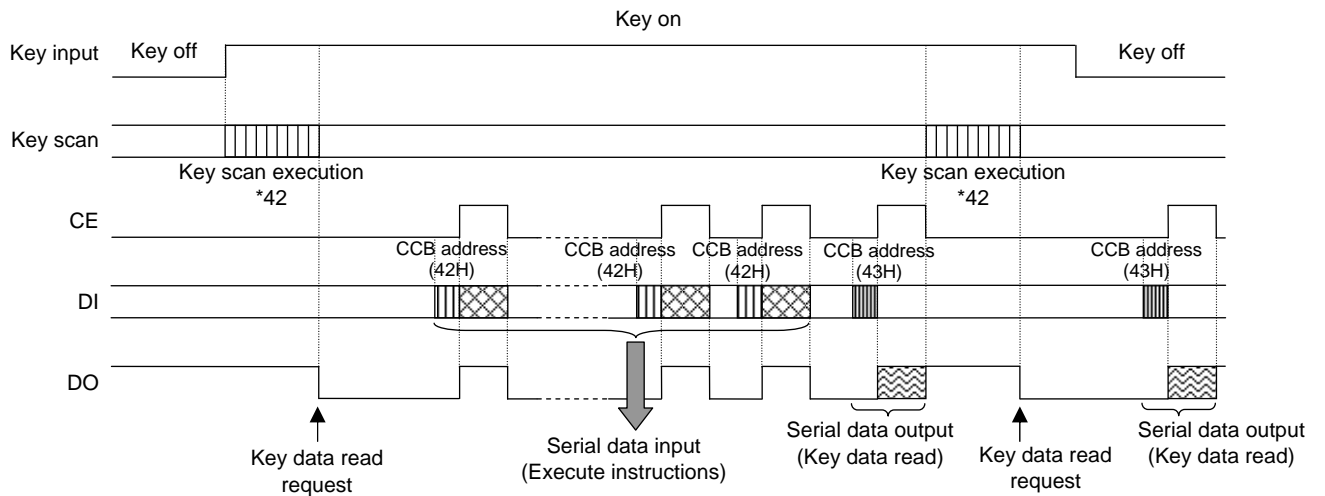 Key on
Key input
Key off
Key off
Key scan
Key scan execution
*42
Key scan execution
*42
CE
CCB address
(42H)
CCB address
(42H)
CCB address
(42H)
CCB address
(43H)
CCB address
(43H)
DI
DO
Key data read
request
Serial data input
(Execute instructions)
Serial data output
(Key data read)
Key data read
request
Serial data output
(Key data read)